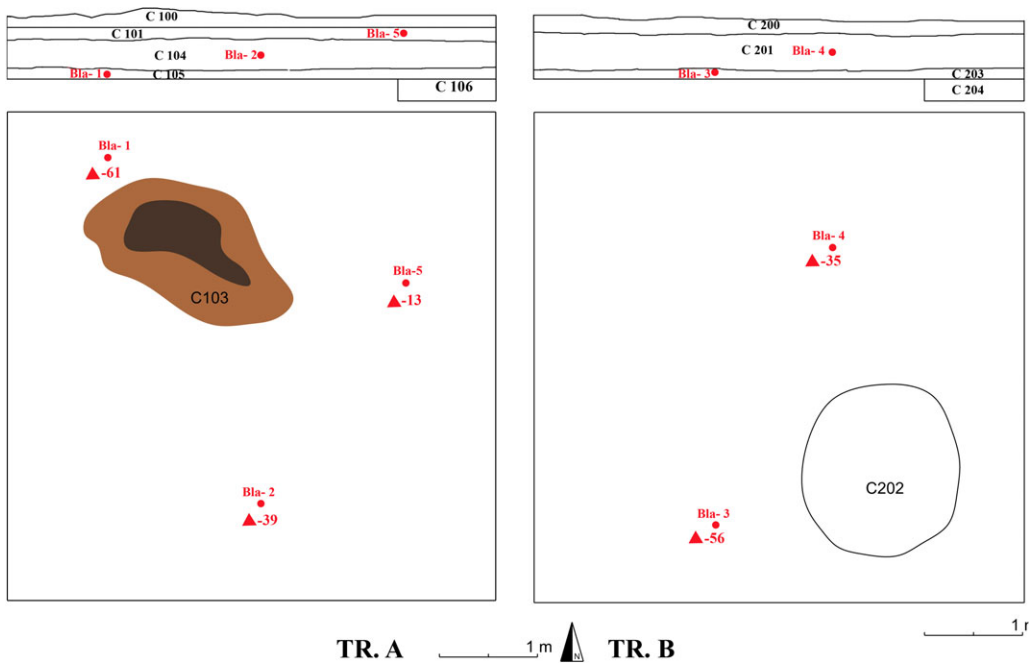 C 100
C 101
Bla- 5
C 104
Bla- 2
Bla- 1
C 105
C 106
C 200
C 201
Bla- 4
Bla- 3
C 203
C 204
Bla- 1
-61
C103
Bla-5
-13
Bla- 2
-39
Bla- 4
-35
C202
Bla- 3
-56
TR. A
1 m
N
TR. B
1 m